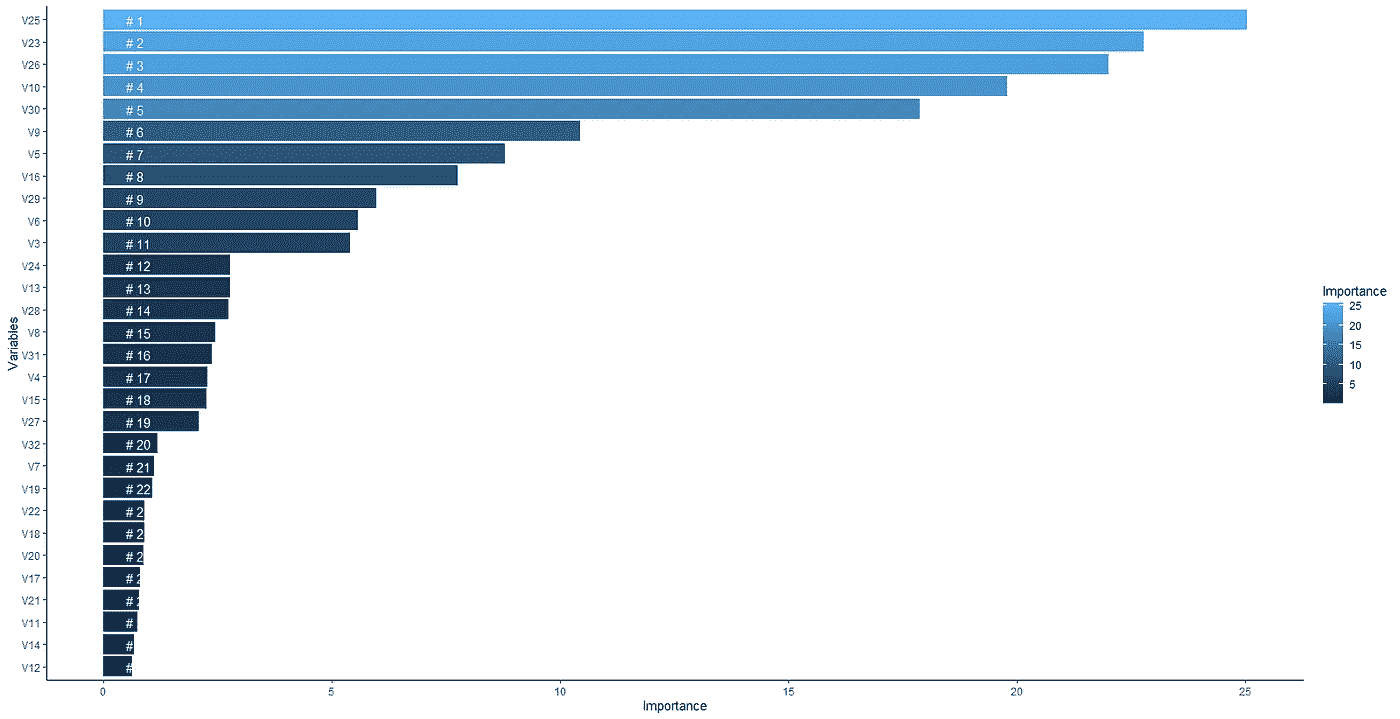 V25 # 1
V23 # 2
V26 # 3
V10 # 4
V30 # 5
V9 # 6
V5 # 7
V16 # 8
V29 # 9
V6 # 10
V3 # 11
V24 # 12
V13 # 13
V28 # 14
V8 # 15
V31 # 16
V4 # 17
V15 # 18
V27 # 19
V32 # 20
V7 # 21
V19 # 22
V22 # 2
V18 # 2
V20 # 2
V17 #
V21 #
V11 #
V14 #
V12 #
Variables
0 5 10 15 20 25
Importance
Importance
25
20
15
10
5